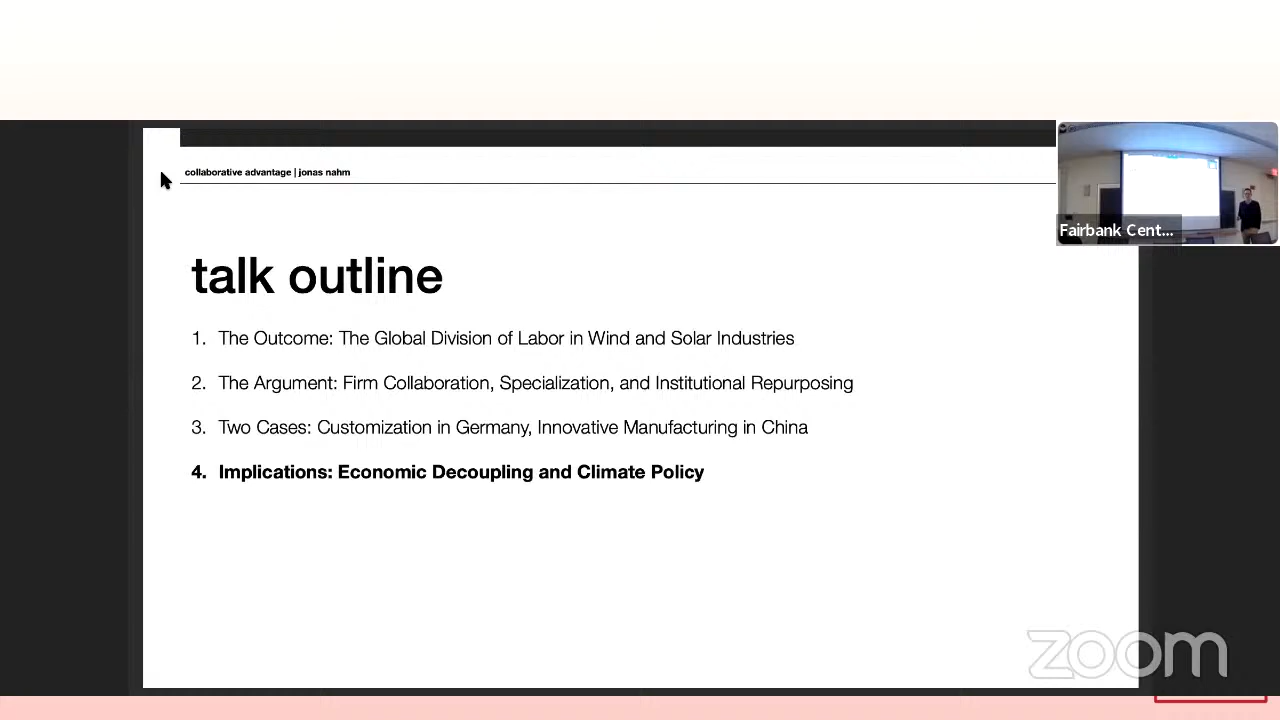 collaborative advantage | jonas nahm
Fairbank Cent...
talk outline
1. The Outcome: The Global Division of Labor in Wind and Solar Industries
2. The Argument: Firm Collaboration, Specialization, and Institutional Repurposing
3. Two Cases: Customization in Germany, Innovative Manufacturing in China
4. Implications: Economic Decoupling and Climate Policy
zoom